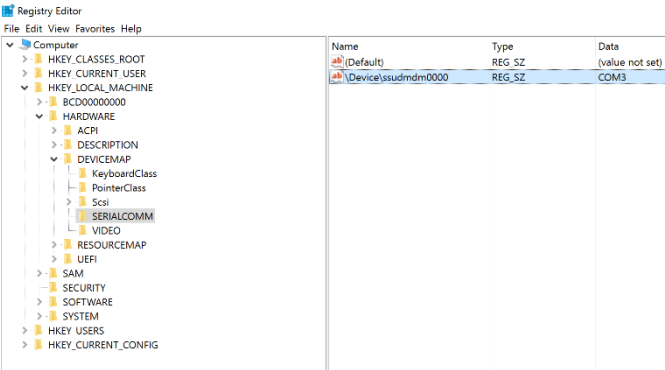 Registry Editor
File Edit View Favorites Help
Computer
HKEY_CLASSES_ROOT
HKEY_CURRENT_USER
HKEY_LOCAL_MACHINE
BCD00000000
HARDWARE
ACPI
DESCRIPTION
DEVICEMAP
KeyboardClass
PointerClass
Scsi
SERIALCOMM
VIDEO
RESOURCEMAP
UEFI
SAM
SECURITY
SOFTWARE
SYSTEM
HKEY_USERS
HKEY_CURRENT_CONFIG
Name Type Data
ab (Default) REG_SZ (value not set)
ab \Device\ssudmdm0000 REG_SZ COM3